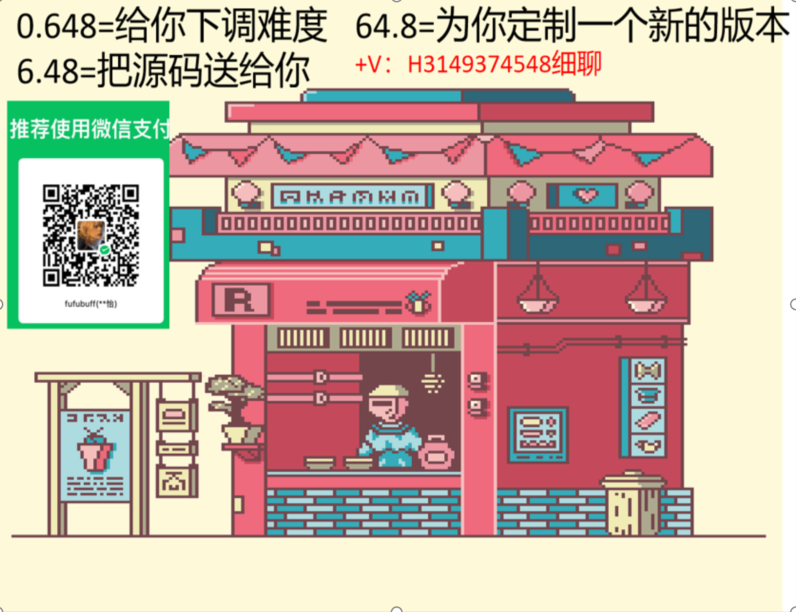 0.648=给你下调难度 64.8=为你定制一个新的版本
6.48=把源码送给你 +V：H3149374548细聊
推荐使用微信支付
fufubuff(**怡)
R